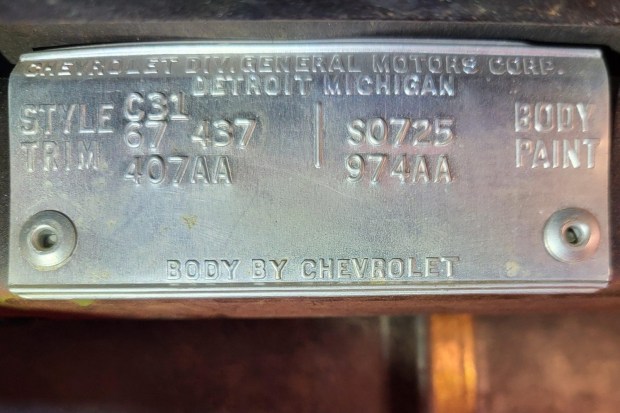 CHEVROLET DIV. GENERAL MOTORS CORP.
DETROIT MICHIGAN
C31
STYLE 67 437 S0725 BODY
TRIM 407AA 974AA PAINT
BODY BY CHEVROLET